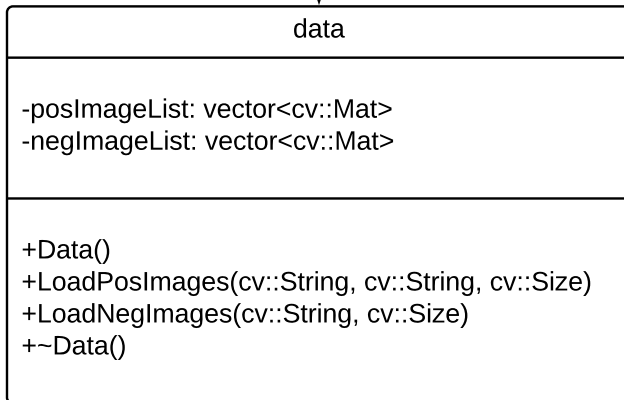 data
-posImageList: vector<cv::Mat>
-negImageList: vector<cv::Mat>
+Data()
+LoadPosImages(cv::String, cv::String, cv::Size)
+LoadNegImages(cv::String, cv::Size)
+~Data()